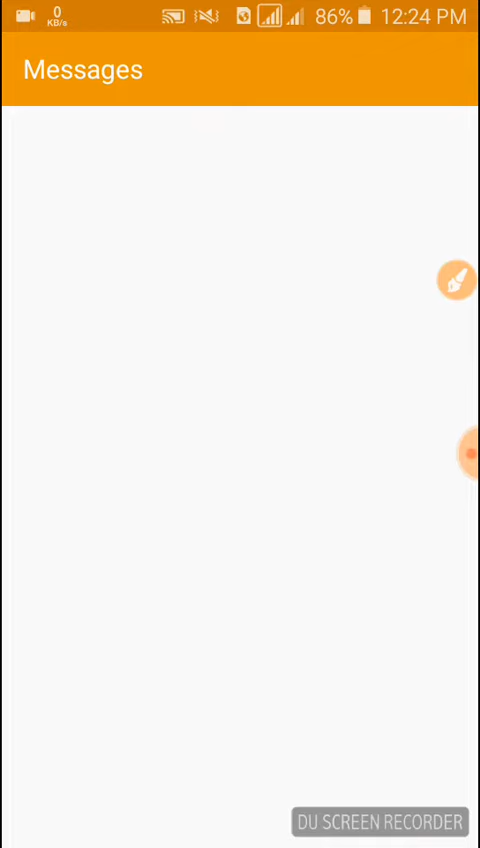 0
KB/s
86%
12:24 PM
Messages
DU SCREEN RECORDER